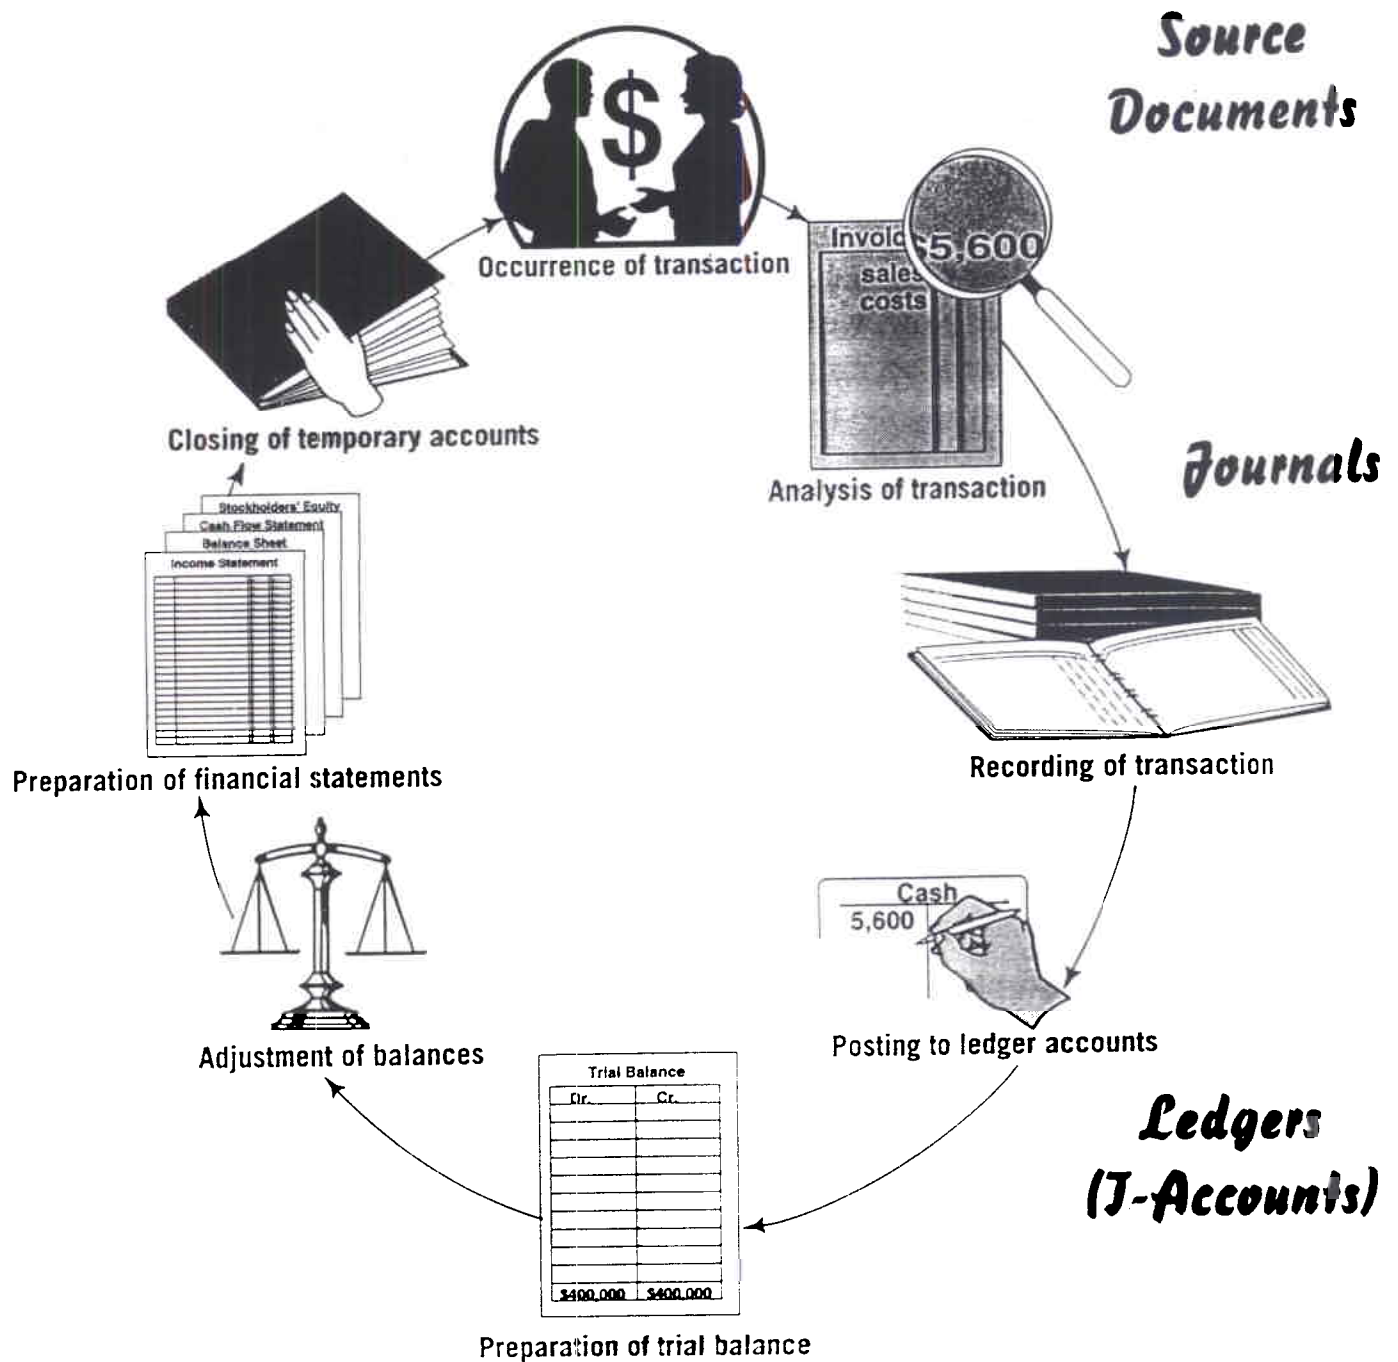 Source
Documents
Occurrence of transaction
Invoic
$5,600
sales
costs
Analysis of transaction
Closing of temporary accounts
Journals
Stockholders' Equity
Cash Flow Statement
Balance Sheet
Income Statement
Recording of transaction
Preparation of financial statements
Cash
5,600
Posting to ledger accounts
Adjustment of balances
Trial Balance
Dr. Cr.
$400,000 $400,000
Ledgers
(T-Accounts)
Preparation of trial balance